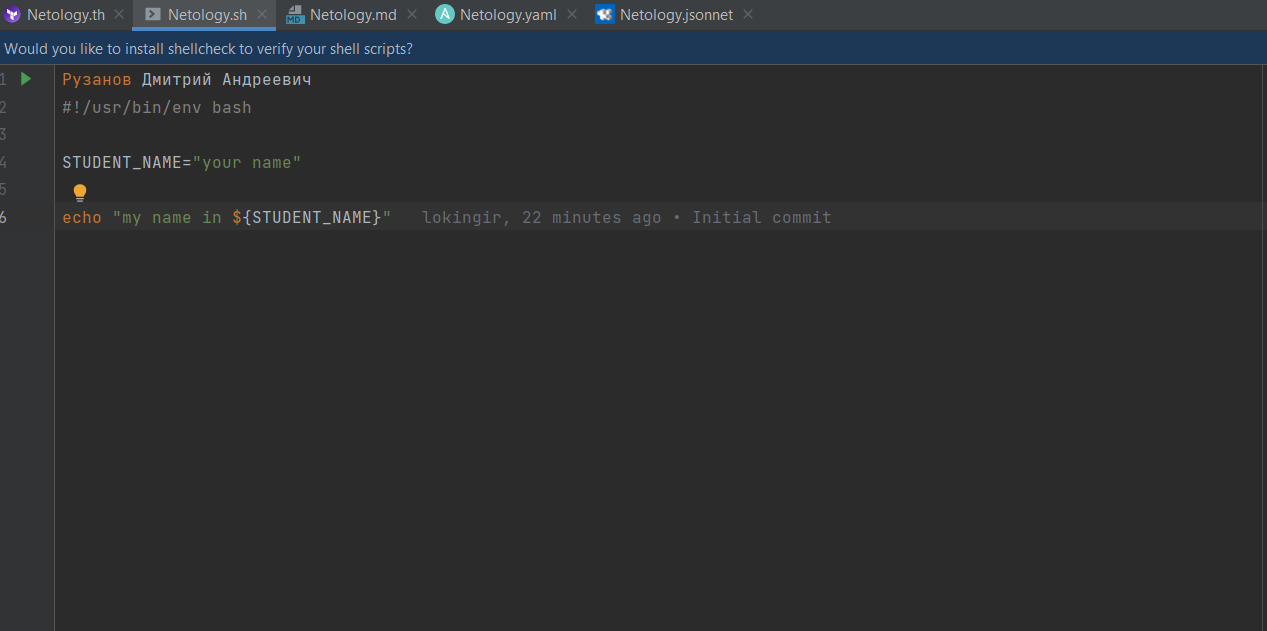 Netology.th Netology.sh Netology.md Netology.yaml Netology.jsonnet
Would you like to install shellcheck to verify your shell scripts?
1 Рузанов Дмитрий Андреевич
2 #!/usr/bin/env bash
3
4 STUDENT_NAME="your name"
5
6 echo "my name in ${STUDENT_NAME}" lokingir, 22 minutes ago • Initial commit